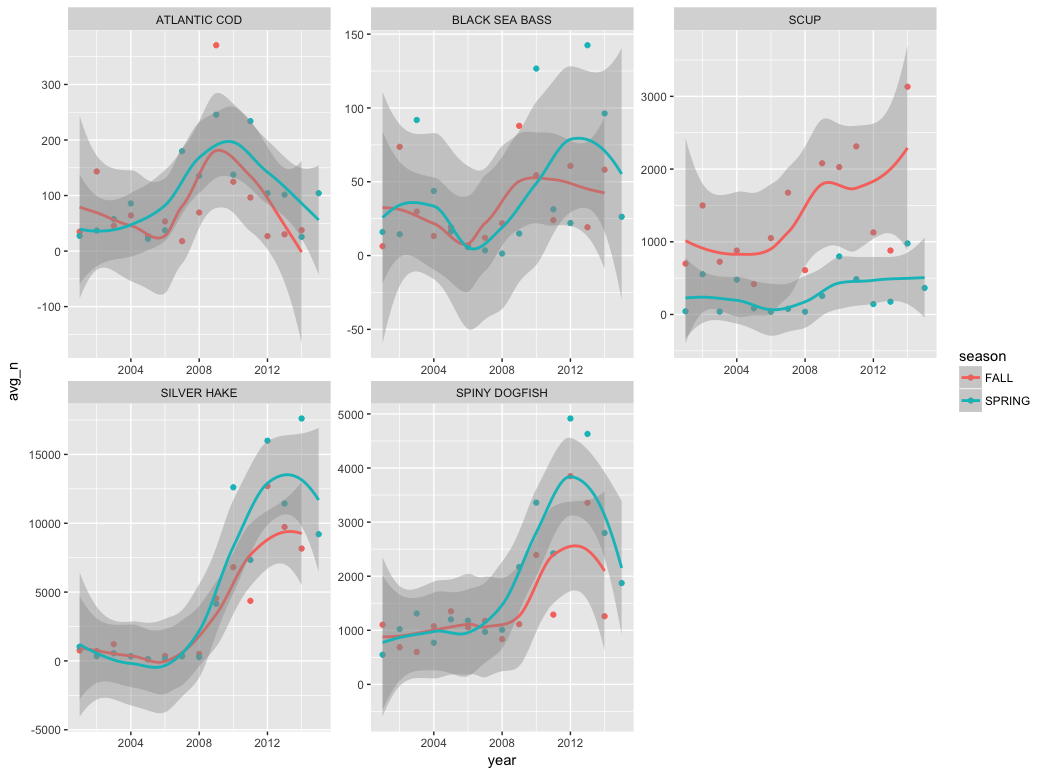 ATLANTIC COD
BLACK SEA BASS
SCUP
300
200
100
0
-100
150
100
50
0
-50
3000
2000
1000
0
2004 2008 2012
2004 2008 2012
2004 2008 2012
avg_n
season
FALL
SPRING
SILVER HAKE
SPINY DOGFISH
15000
10000
5000
0
-5000
5000
4000
3000
2000
1000
0
2004 2008 2012
2004 2008 2012
year